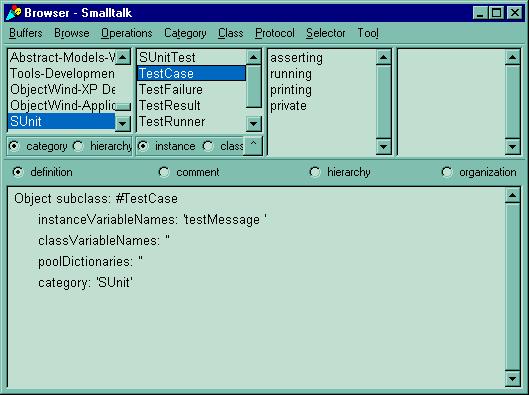 Browser - Smalltalk
Buffers Browse Operations Category Class Protocol Selector Tool
Abstract-Models-
Tools-Developmen
ObjectWind-XP De
ObjectWind-Applic
SUnit
SUnitTest
TestCase
TestFailure
TestResult
TestRunner
asserting
running
printing
private
category hierarchy instance class ^
definition comment hierarchy organization
Object subclass: #TestCase
instanceVariableNames: 'testMessage '
classVariableNames: ''
poolDictionaries: ''
category: 'SUnit'